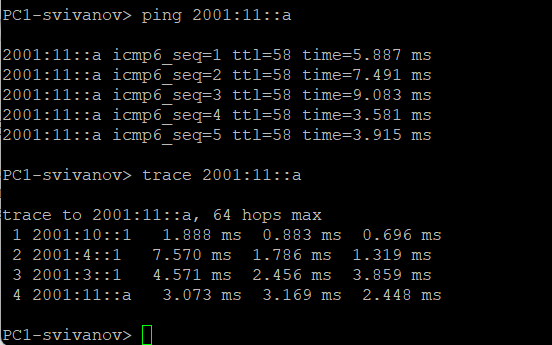 PC1-svivanov> ping 2001:11::a
2001:11::a icmp6_seq=1 ttl=58 time=5.887 ms
2001:11::a icmp6_seq=2 ttl=58 time=7.491 ms
2001:11::a icmp6_seq=3 ttl=58 time=9.083 ms
2001:11::a icmp6_seq=4 ttl=58 time=3.581 ms
2001:11::a icmp6_seq=5 ttl=58 time=3.915 ms
PC1-svivanov> trace 2001:11::a
trace to 2001:11::a, 64 hops max
1 2001:10::1 1.888 ms 0.883 ms 0.696 ms
2 2001:4::1 7.570 ms 1.786 ms 1.319 ms
3 2001:3::1 4.571 ms 2.456 ms 3.859 ms
4 2001:11::a 3.073 ms 3.169 ms 2.448 ms
PC1-svivanov>